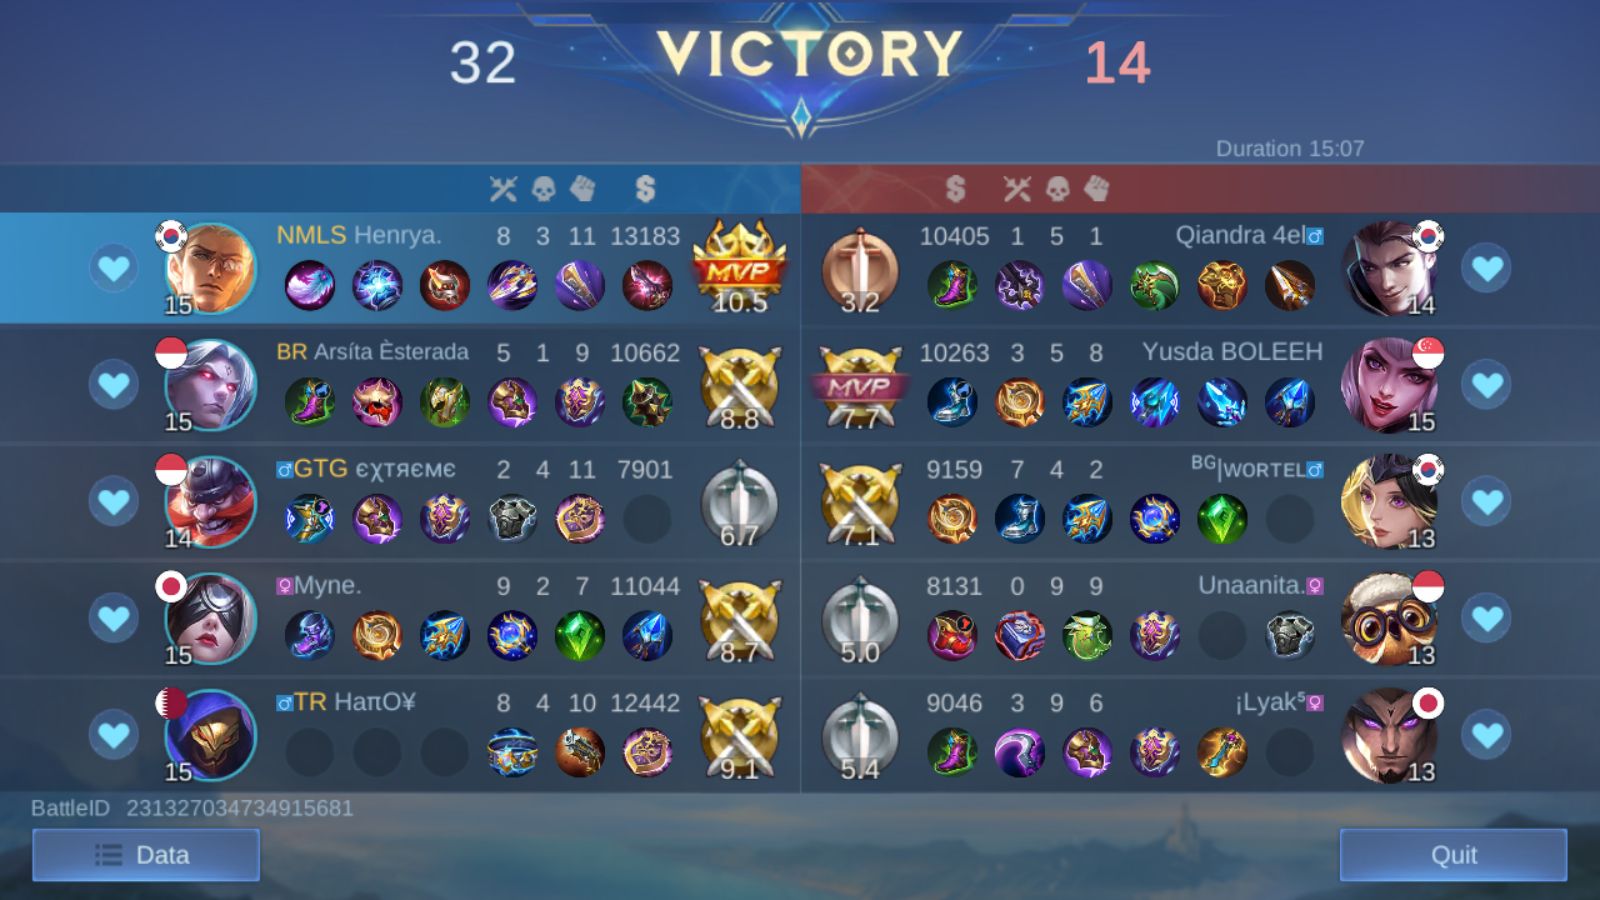 VICTORY
32
14
Duration 15:07
NMLS Henrya. 8 3 11 13183
15
MVP
10.5
10405 1 5 1 Qiandra 4el♂
3.2
14
BR Arsíta Èsterada 5 1 9 10662
15
8.8
10263 3 5 8 Yusda BOLEEH
MVP
7.7
15
♂GTG єχтяємє 2 4 11 7901
14
6.7
9159 7 4 2 ᴮᴳ|WORTEL♂
7.1
13
♀Myne. 9 2 7 11044
15
8.7
8131 0 9 9 Unaanita.♀
5.0
13
♂TR HaπO¥ 8 4 10 12442
15
9.1
9046 3 9 6 ¡Lyak⁵♀
5.4
13
BattleID 231327034734915681
Data
Quit